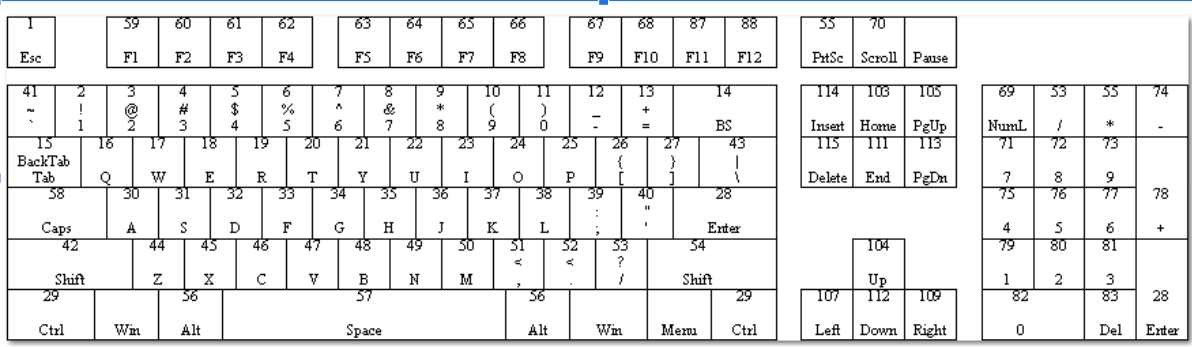 1 59 60 61 62 63 64 65 66 67 68 87 88 55 70
Esc F1 F2 F3 F4 F5 F6 F7 F8 F9 F10 F11 F12 PrtSc Scroll Pause
41 2 3 4 5 6 7 8 9 10 11 12 13 14 114 103 105 69 53 55 74
~ ! @ # $ % ^ & * ( ) _ +
` 1 2 3 4 5 6 7 8 9 0 - = BS Insert Home PgUp NumL / * -
15 16 17 18 19 20 21 22 23 24 25 26 27 43 115 111 113 71 72 73
BackTab { } |
Tab Q W E R T Y U I O P [ ] \ Delete End PgDn 7 8 9
58 30 31 32 33 34 35 36 37 38 39 40 28 75 76 77 78
: "
Caps A S D F G H J K L ; ' Enter 4 5 6 +
42 44 45 46 47 48 49 50 51 52 53 54 104 79 80 81
< < ?
Shift Z X C V B N M , . / Shift Up 1 2 3
29 56 57 56 29 107 112 109 82 83 28
Ctrl Win Alt Space Alt Win Menu Ctrl Left Down Right 0 Del Enter